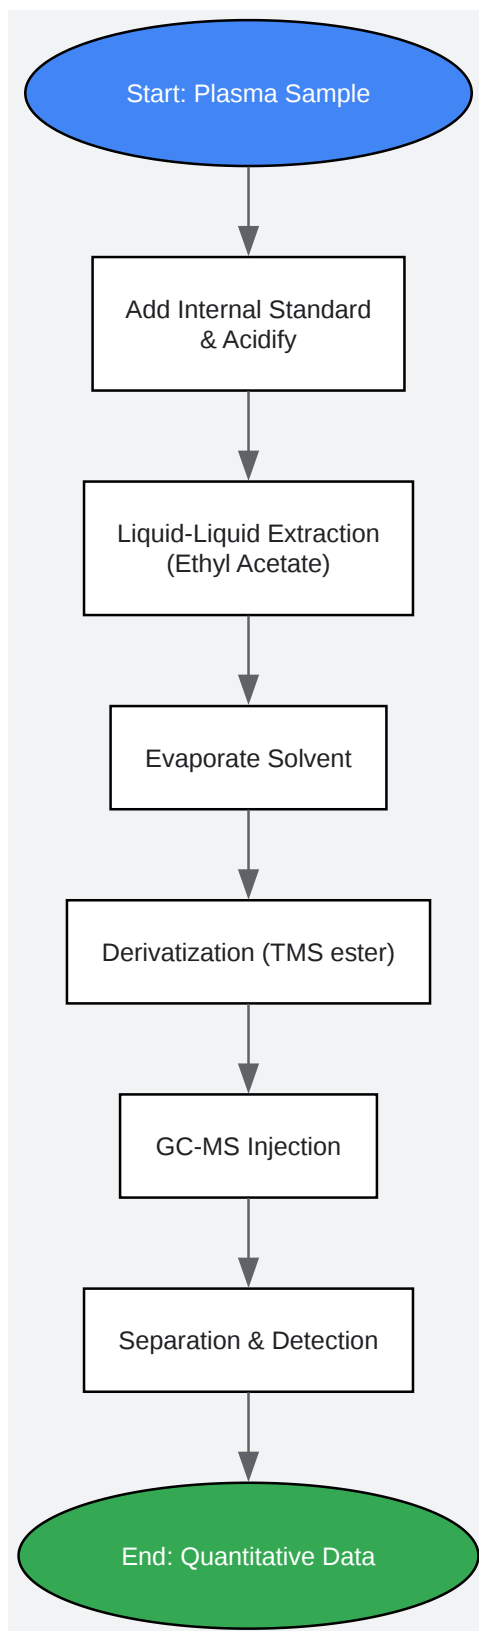 Start: Plasma Sample
Add Internal Standard
& Acidify
Liquid-Liquid Extraction
(Ethyl Acetate)
Evaporate Solvent
Derivatization (TMS ester)
GC-MS Injection
Separation & Detection
End: Quantitative Data